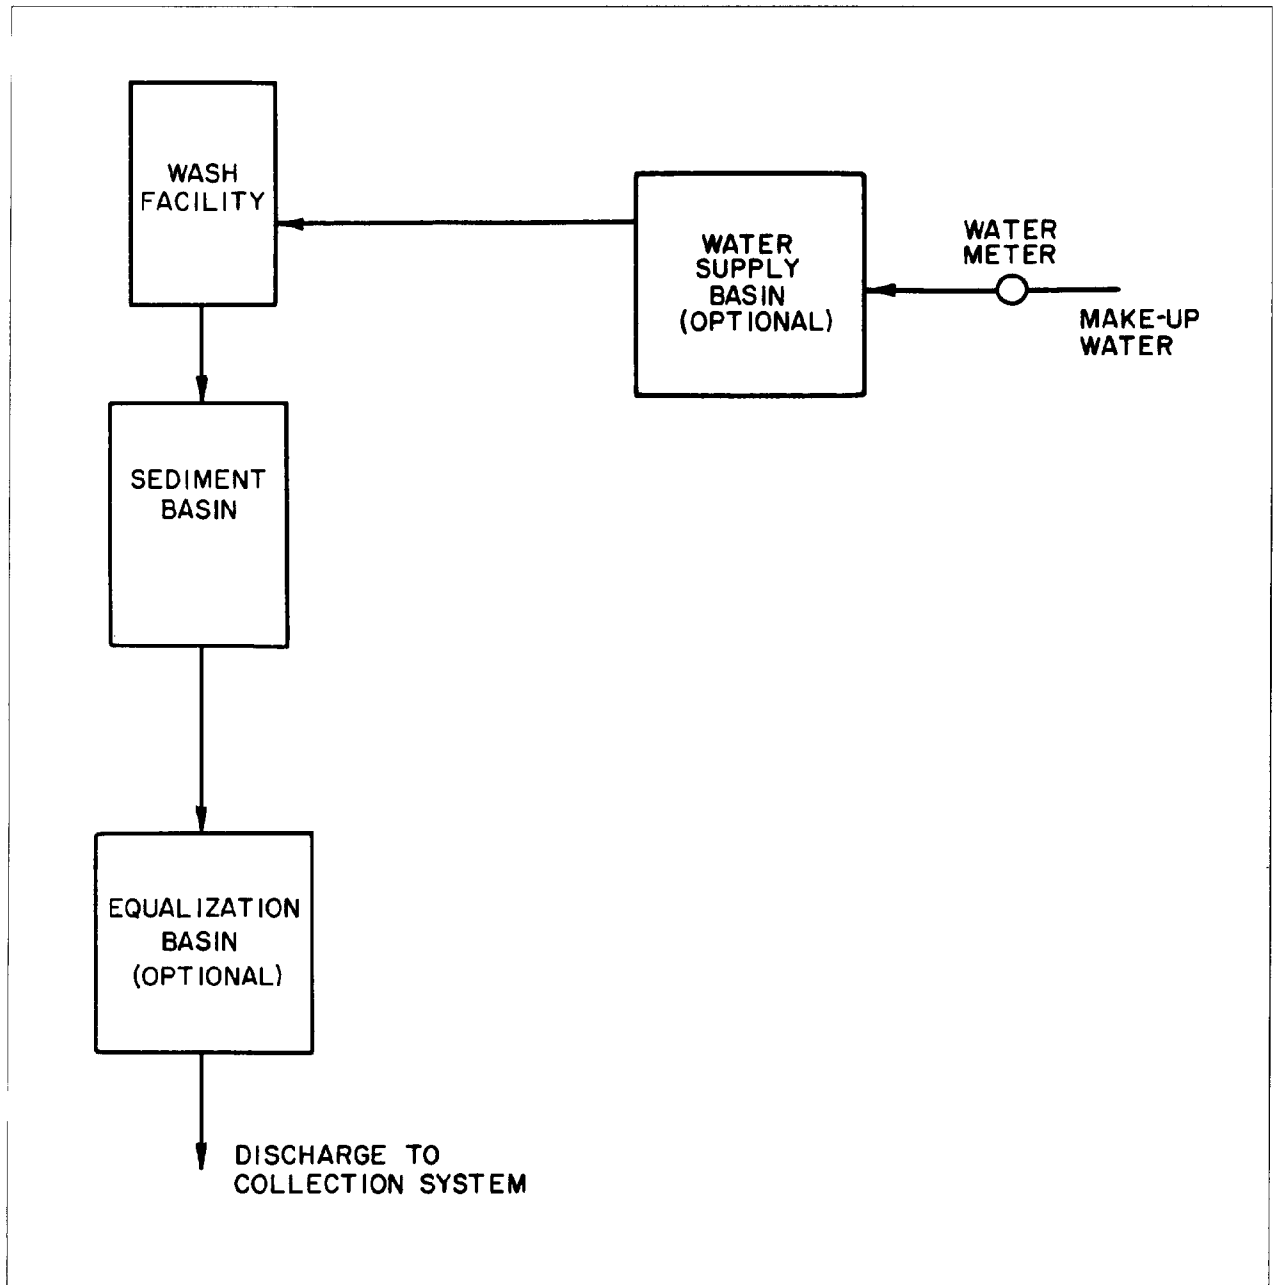 WASH
FACILITY
WATER
SUPPLY
BASIN
(OPTIONAL)
WATER
METER
MAKE-UP
WATER
SEDIMENT
BASIN
EQUALIZATION
BASIN
(OPTIONAL)
DISCHARGE TO
COLLECTION SYSTEM